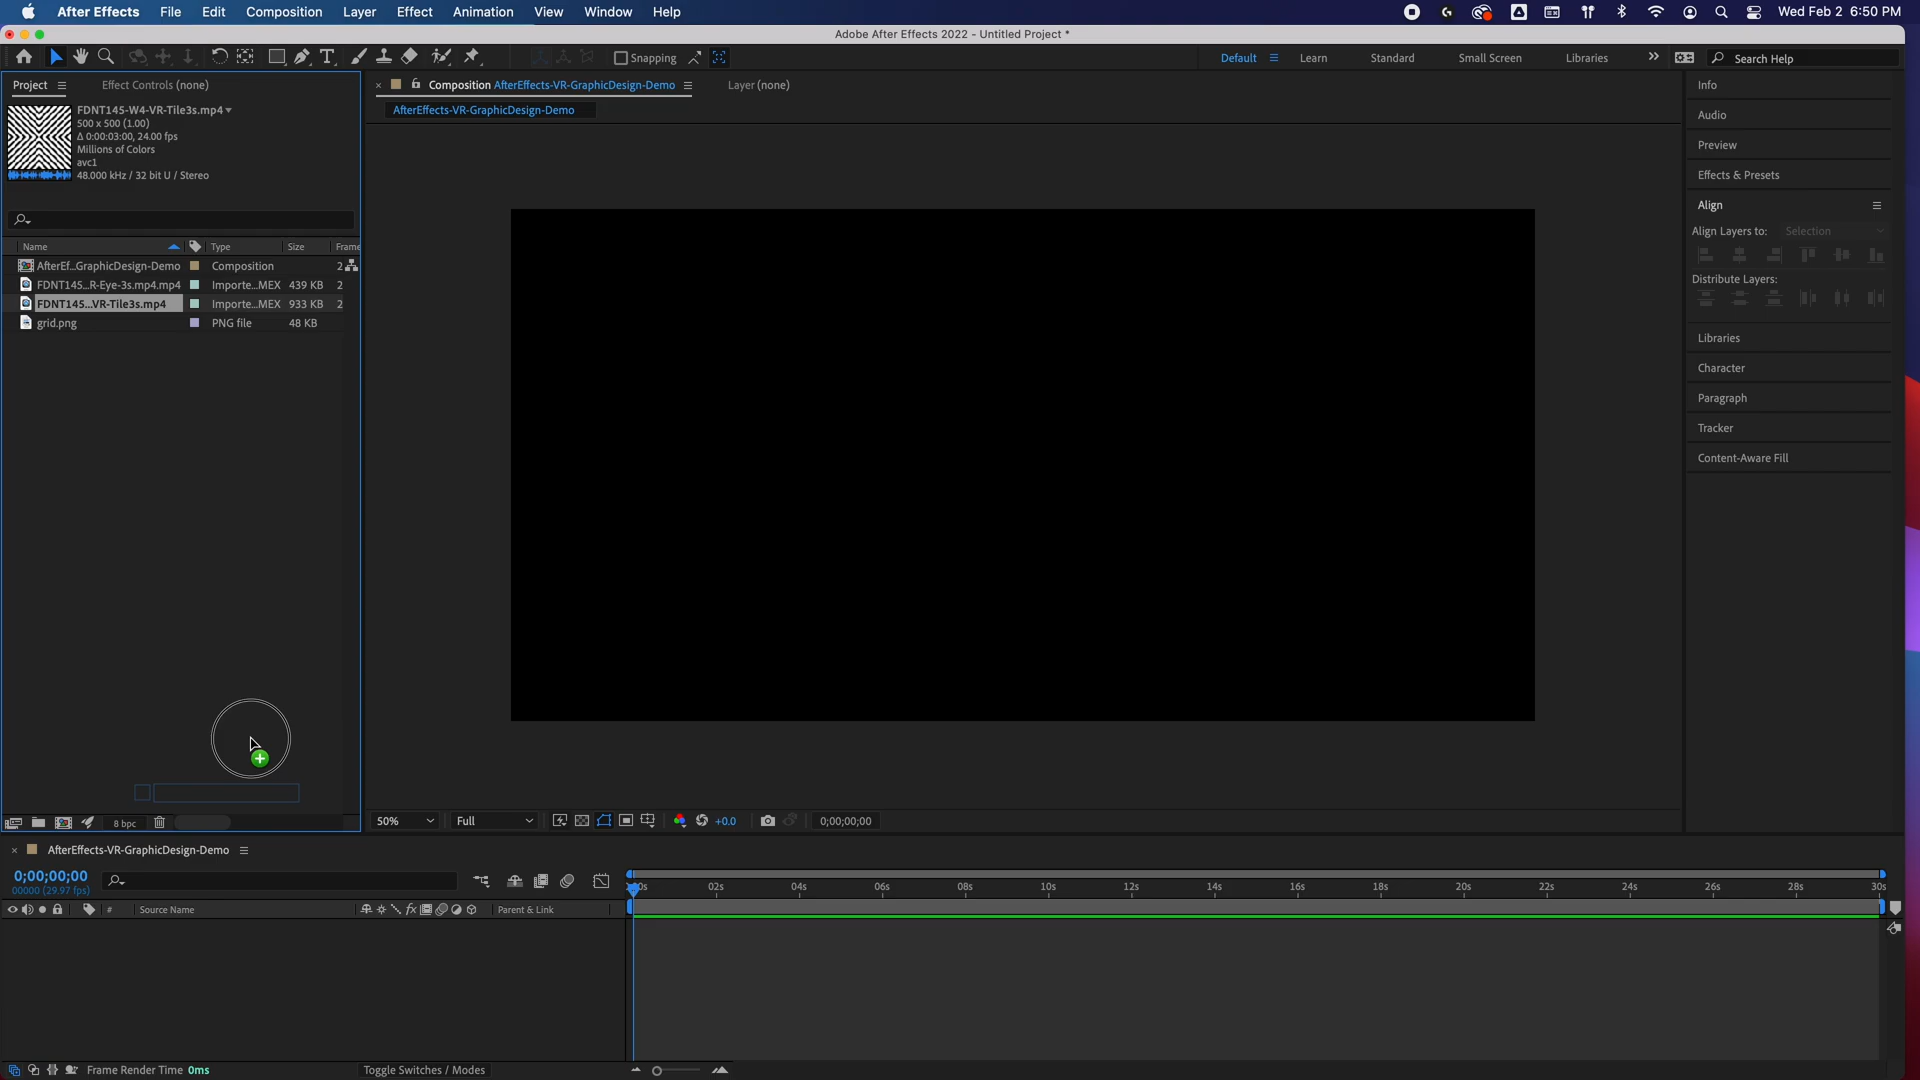 After Effects File Edit Composition Layer Effect Animation View Window Help Wed Feb 2 6:50 PM
Adobe After Effects 2022 - Untitled Project *
Snapping Default Learn Standard Small Screen Libraries Search Help
Project Effect Controls (none)
Composition AfterEffects-VR-GraphicDesign-Demo Layer (none)
AfterEffects-VR-GraphicDesign-Demo
FDNT145-W4-VR-Tile3s.mp4
500 x 500 (1.00)
Δ 0:00:03:00, 24.00 fps
Millions of Colors
avc1
48.000 kHz / 32 bit U / Stereo
Name Type Size Frame
AfterEf...GraphicDesign-Demo Composition 2
FDNT145...R-Eye-3s.mp4.mp4 Importe...MEX 439 KB 2
FDNT145...VR-Tile3s.mp4 Importe...MEX 933 KB 2
grid.png PNG file 48 KB
Info
Audio
Preview
Effects & Presets
Align
Align Layers to: Selection
Distribute Layers:
Libraries
Character
Paragraph
Tracker
Content-Aware Fill
8 bpc
50% Full +0.0 0;00;00;00
AfterEffects-VR-GraphicDesign-Demo
0;00;00;00
00000 (29.97 fps)
02s 04s 06s 08s 10s 12s 14s 16s 18s 20s 22s 24s 26s 28s 30s
# Source Name fx Parent & Link
Frame Render Time 0ms Toggle Switches / Modes